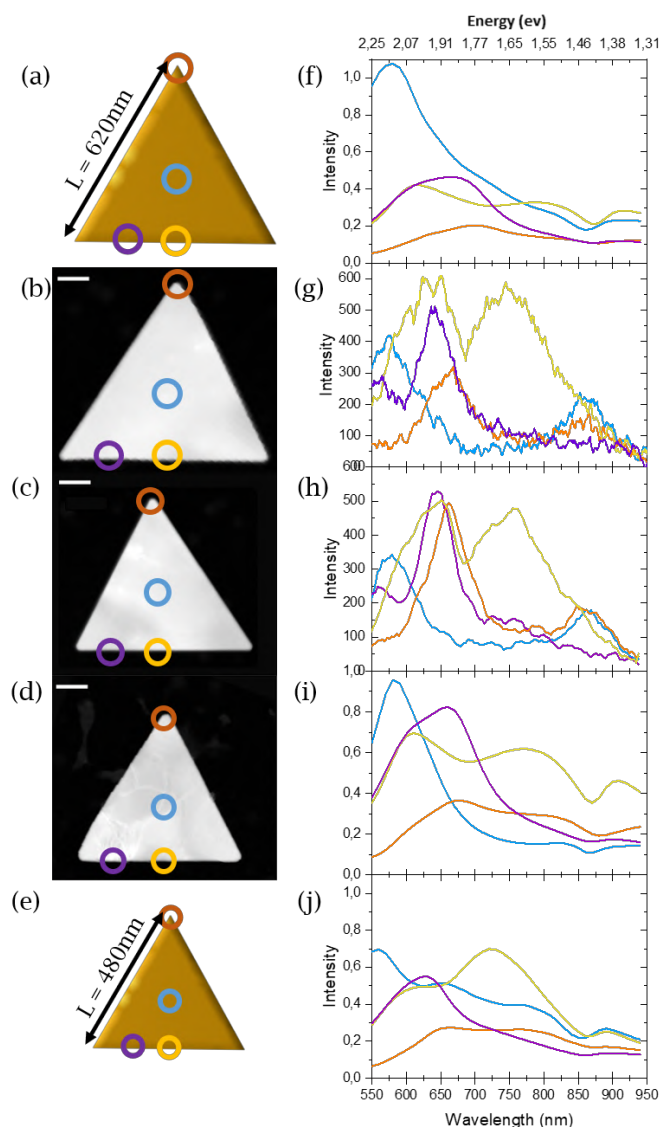 Energy (ev)
2,25 2,07 1,91 1,77 1,65 1,55 1,46 1,38 1,31
(a)
L = 620nm
(f)
1,0
0,8
0,6
0,4
0,2
0,0
Intensity
(b)
(g)
600
500
400
300
200
100
Intensity
(c)
(h)
600
500
400
300
200
100
Intensity
(d)
(i)
1,0
0,8
0,6
0,4
0,2
0,0
Intensity
(e)
L = 480nm
(j)
1,0
0,8
0,6
0,4
0,2
0,0
Intensity
550 600 650 700 750 800 850 900 950
Wavelength (nm)